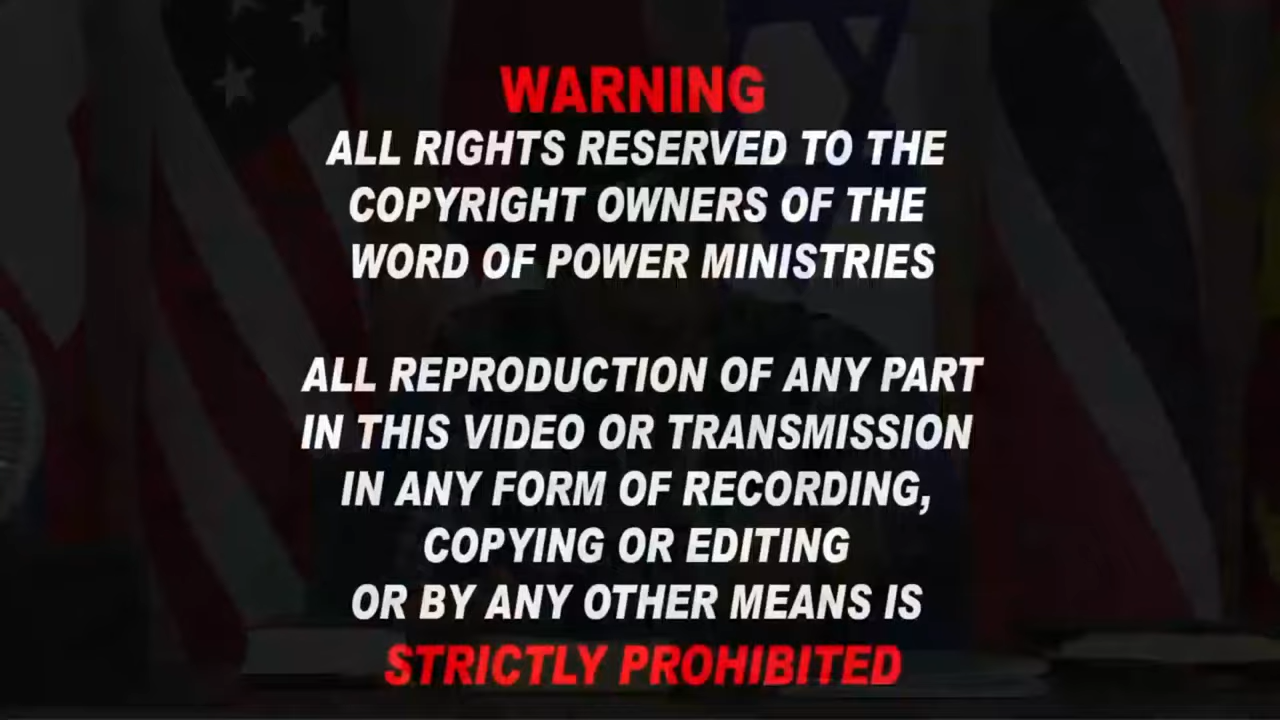 WARNING
ALL RIGHTS RESERVED TO THE
COPYRIGHT OWNERS OF THE
WORD OF POWER MINISTRIES
ALL REPRODUCTION OF ANY PART
IN THIS VIDEO OR TRANSMISSION
IN ANY FORM OF RECORDING,
COPYING OR EDITING
OR BY ANY OTHER MEANS IS
STRICTLY PROHIBITED